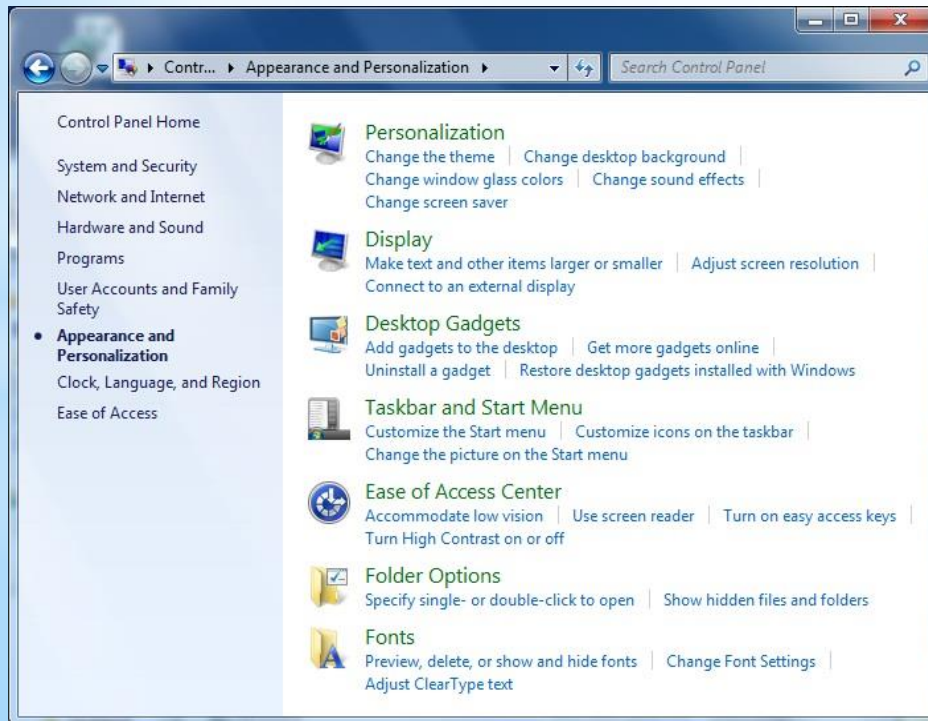 Contr... Appearance and Personalization Search Control Panel
Control Panel Home
System and Security
Network and Internet
Hardware and Sound
Programs
User Accounts and Family
Safety
Appearance and
Personalization
Clock, Language, and Region
Ease of Access
Personalization
Change the theme Change desktop background
Change window glass colors Change sound effects
Change screen saver
Display
Make text and other items larger or smaller Adjust screen resolution
Connect to an external display
Desktop Gadgets
Add gadgets to the desktop Get more gadgets online
Uninstall a gadget Restore desktop gadgets installed with Windows
Taskbar and Start Menu
Customize the Start menu Customize icons on the taskbar
Change the picture on the Start menu
Ease of Access Center
Accommodate low vision Use screen reader Turn on easy access keys
Turn High Contrast on or off
Folder Options
Specify single- or double-click to open Show hidden files and folders
Fonts
Preview, delete, or show and hide fonts Change Font Settings
Adjust ClearType text